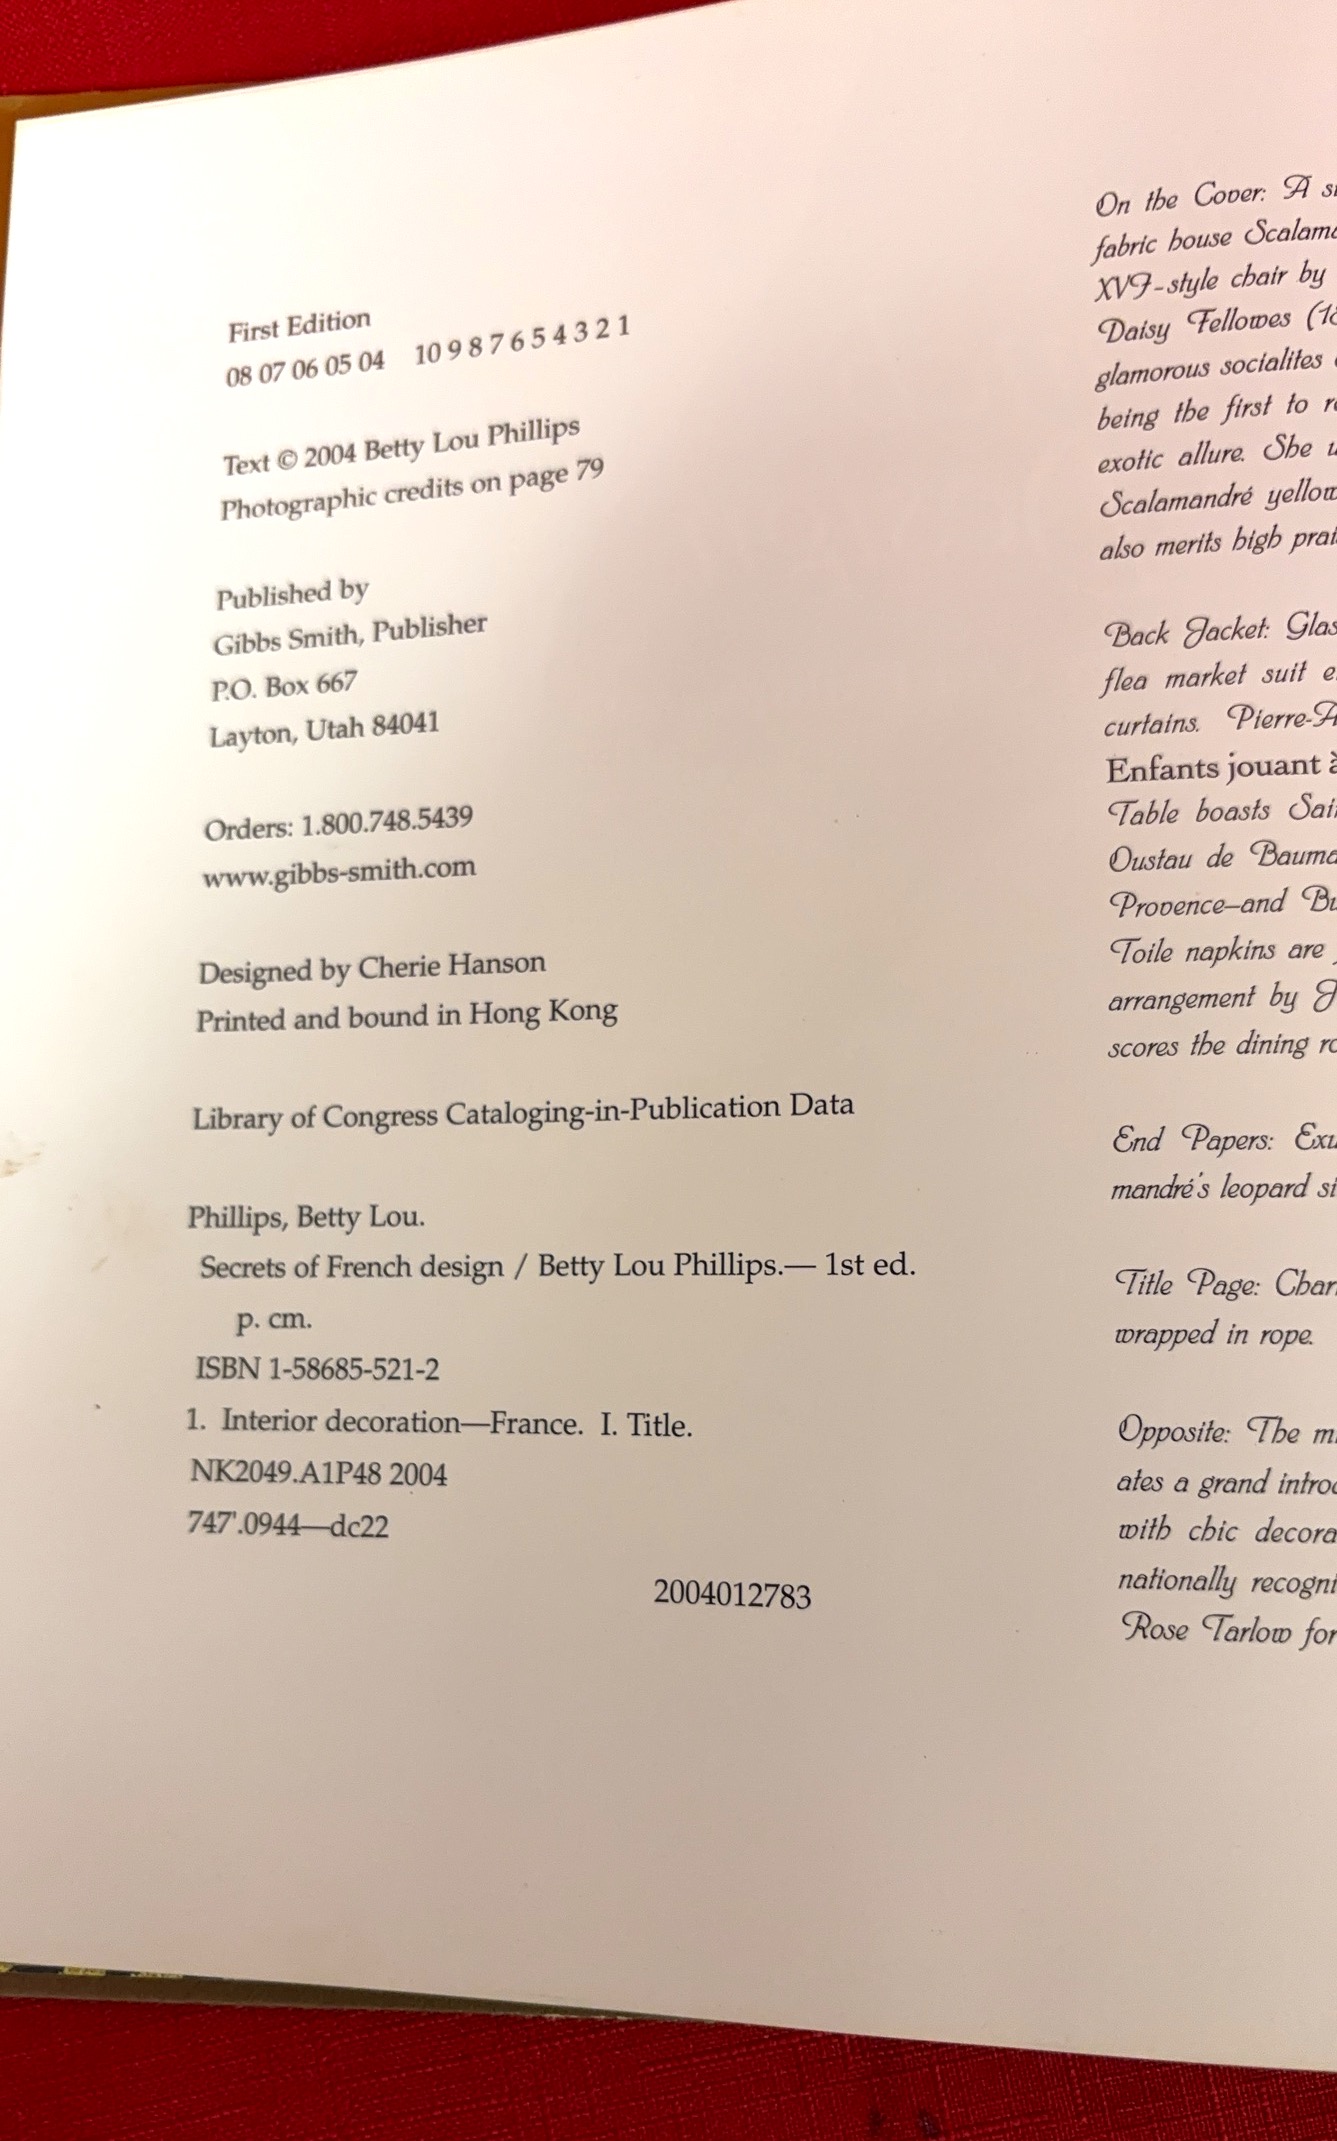 First Edition
08 07 06 05 04 10 9 8 7 6 5 4 3 2 1
Text © 2004 Betty Lou Phillips
Photographic credits on page 79
Published by
Gibbs Smith, Publisher
P.O. Box 667
Layton, Utah 84041
Orders: 1.800.748.5439
www.gibbs-smith.com
Designed by Cherie Hanson
Printed and bound in Hong Kong
Library of Congress Cataloging-in-Publication Data
Phillips, Betty Lou.
Secrets of French design / Betty Lou Phillips.— 1st ed.
p. cm.
ISBN 1-58685-521-2
1. Interior decoration—France. I. Title.
NK2049.A1P48 2004
747'.0944—dc22
2004012783
On the Cover: A
fabric house
XVI-style chair by
Daisy Fellowes
glamorous socialites
being the first to
exotic allure. She
Scalamandré
also merits high
Back Jacket:
flea market suit
curtains.
Enfants jouant à
Table boasts
Oustau de
Provence–and
Toile napkins are
arrangement by
scores the dining
End Papers:
mandré's leopard
Title Page:
wrapped in rope.
Opposite: The
ates a grand
with chic
nationally
Rose Tarlow for